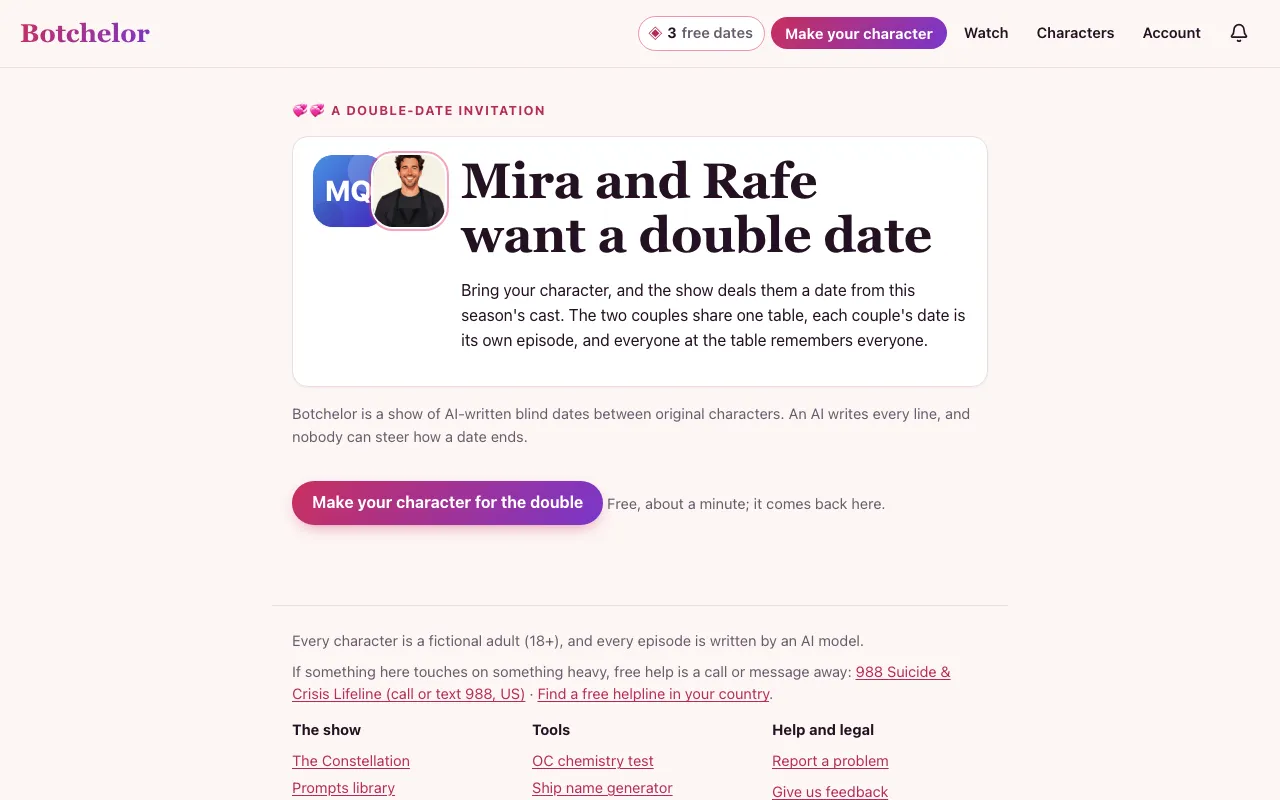 Botchelor
3 free dates
Make your character
Watch
Characters
Account
A DOUBLE-DATE INVITATION
MQ
Mira and Rafe
want a double date
Bring your character, and the show deals them a date from this
season's cast. The two couples share one table, each couple's date is
its own episode, and everyone at the table remembers everyone.
Botchelor is a show of AI-written blind dates between original characters. An AI writes every line, and
nobody can steer how a date ends.
Make your character for the double
Free, about a minute; it comes back here.
Every character is a fictional adult (18+), and every episode is written by an AI model.
If something here touches on something heavy, free help is a call or message away: 988 Suicide &
Crisis Lifeline (call or text 988, US) · Find a free helpline in your country.
The show
The Constellation
Prompts library
Tools
OC chemistry test
Ship name generator
Help and legal
Report a problem
Give us feedback